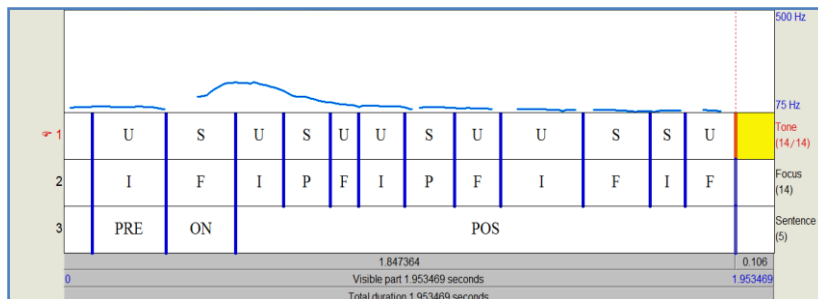 500 Hz
75 Hz
☞ 1 U S U S U U S U U S S U Tone (14/14)
2 I F I P F I P F I F I F Focus (14)
3 PRE ON POS Sentence (5)
1.847364 0.106
0 Visible part 1.953469 seconds 1.953469
Total duration 1.953469 seconds